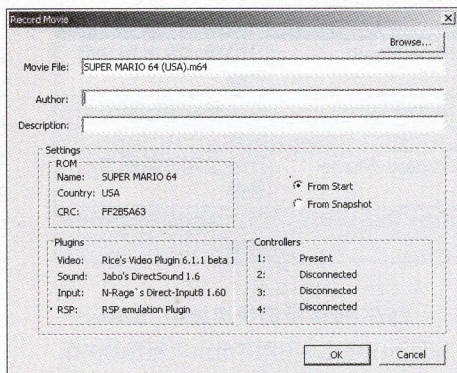 Record Movie
Browse...
Movie File: SUPER MARIO 64 (USA).m64
Author:
Description:
Settings
ROM
Name: SUPER MARIO 64
Country: USA
CRC: FF2B5A63
From Start
From Snapshot
Plugins
Video: Rice's Video Plugin 6.1.1 beta 1
Sound: Jabo's DirectSound 1.6
Input: N-Rage`s Direct-Input8 1.60
RSP: RSP emulation Plugin
Controllers
1: Present
2: Disconnected
3: Disconnected
4: Disconnected
OK
Cancel